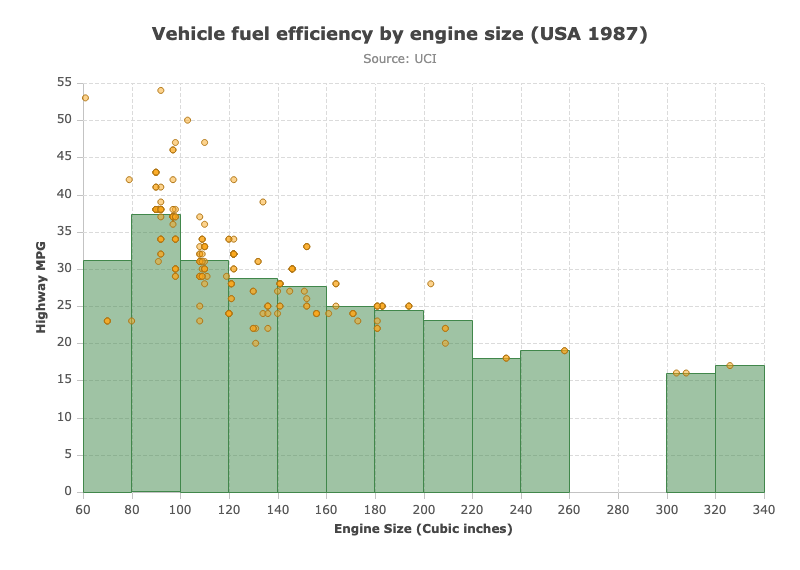 Vehicle fuel efficiency by engine size (USA 1987)
Source: UCI
Highway MPG
55
50
45
40
35
30
25
20
15
10
5
0
60 80 100 120 140 160 180 200 220 240 260 280 300 320 340
Engine Size (Cubic inches)